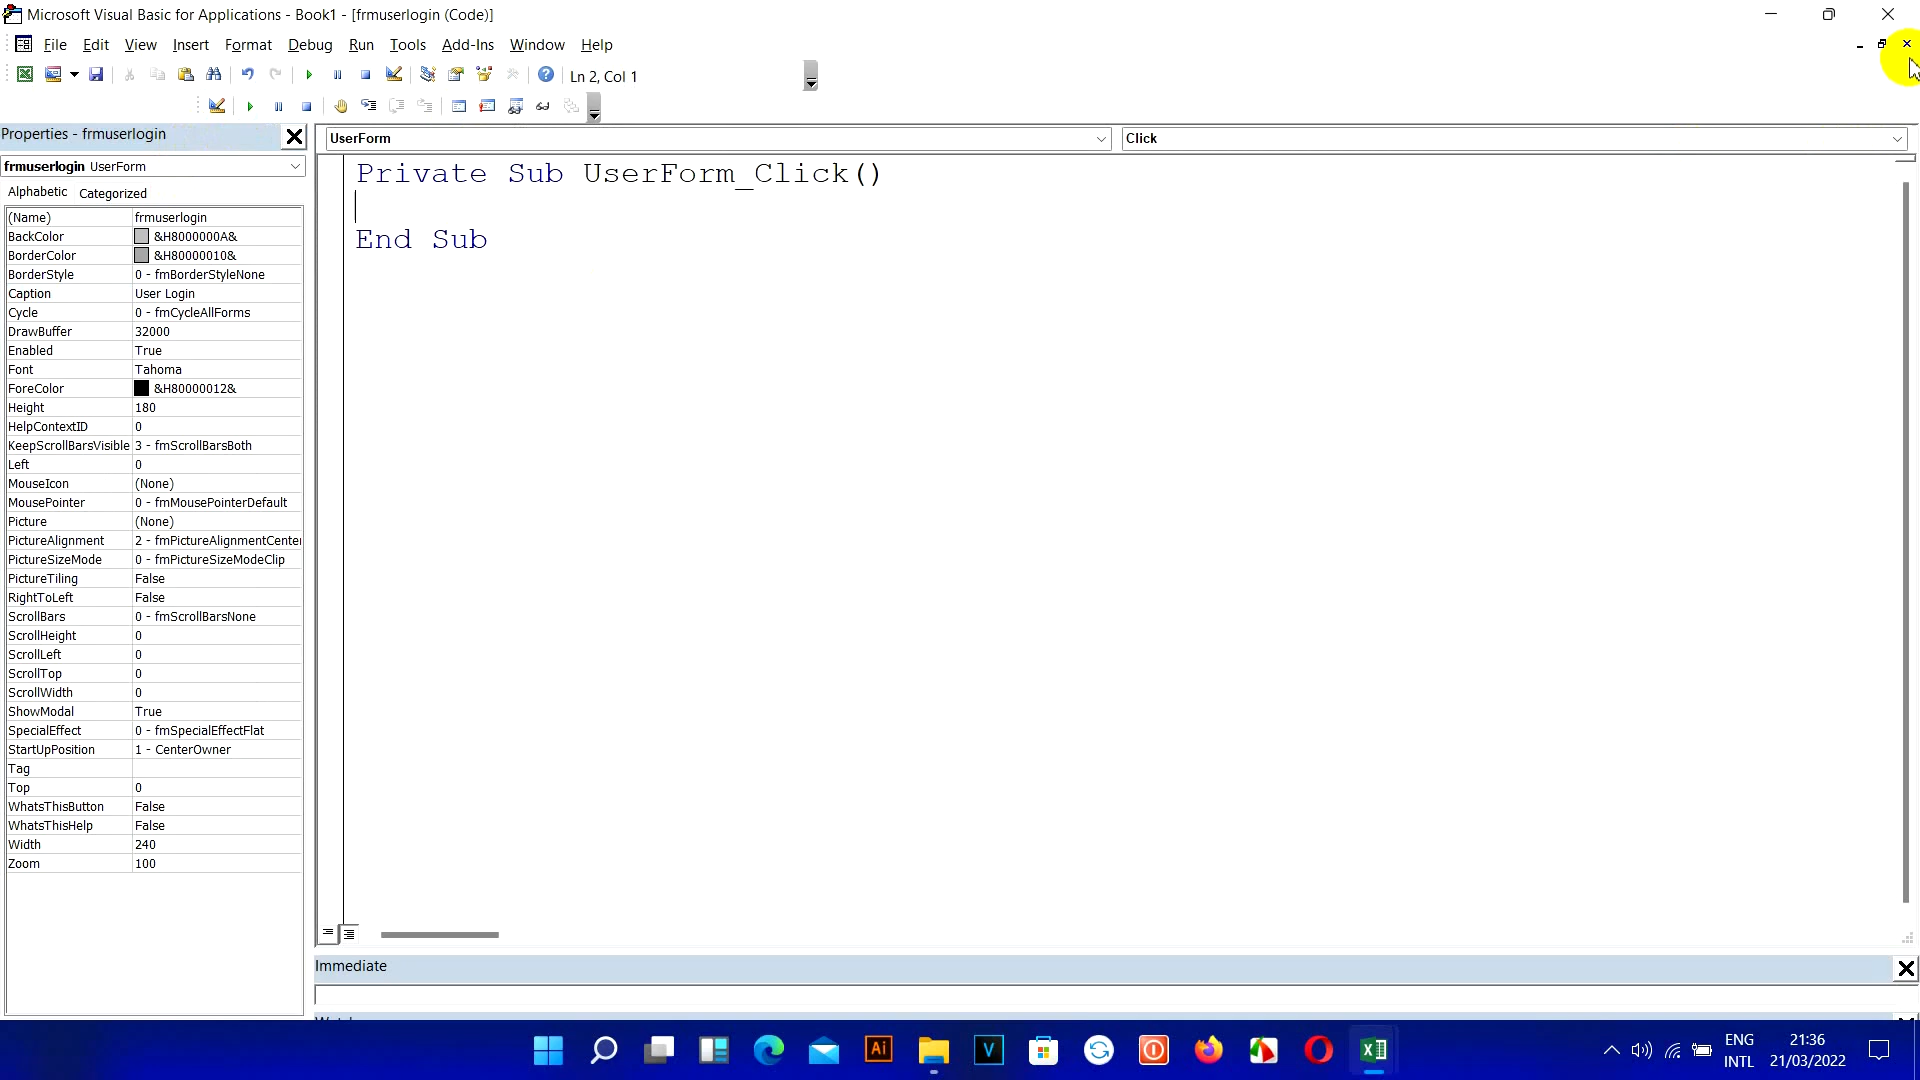 Microsoft Visual Basic for Applications - Book1 - [frmuserlogin (Code)]
File Edit View Insert Format Debug Run Tools Add-Ins Window Help
Ln 2, Col 1
Properties - frmuserlogin
frmuserlogin UserForm
UserForm
Click
Alphabetic Categorized
(Name) frmuserlogin
BackColor &H8000000A&
BorderColor &H80000010&
BorderStyle 0 - fmBorderStyleNone
Caption User Login
Cycle 0 - fmCycleAllForms
DrawBuffer 32000
Enabled True
Font Tahoma
ForeColor &H80000012&
Height 180
HelpContextID 0
KeepScrollBarsVisible 3 - fmScrollBarsBoth
Left 0
MouseIcon (None)
MousePointer 0 - fmMousePointerDefault
Picture (None)
PictureAlignment 2 - fmPictureAlignmentCenter
PictureSizeMode 0 - fmPictureSizeModeClip
PictureTiling False
RightToLeft False
ScrollBars 0 - fmScrollBarsNone
ScrollHeight 0
ScrollLeft 0
ScrollTop 0
ScrollWidth 0
ShowModal True
SpecialEffect 0 - fmSpecialEffectFlat
StartUpPosition 1 - CenterOwner
Tag
Top 0
WhatsThisButton False
WhatsThisHelp False
Width 240
Zoom 100
Private Sub UserForm_Click()
End Sub
Immediate
Ai
V
ENG
INTL
21:36
21/03/2022